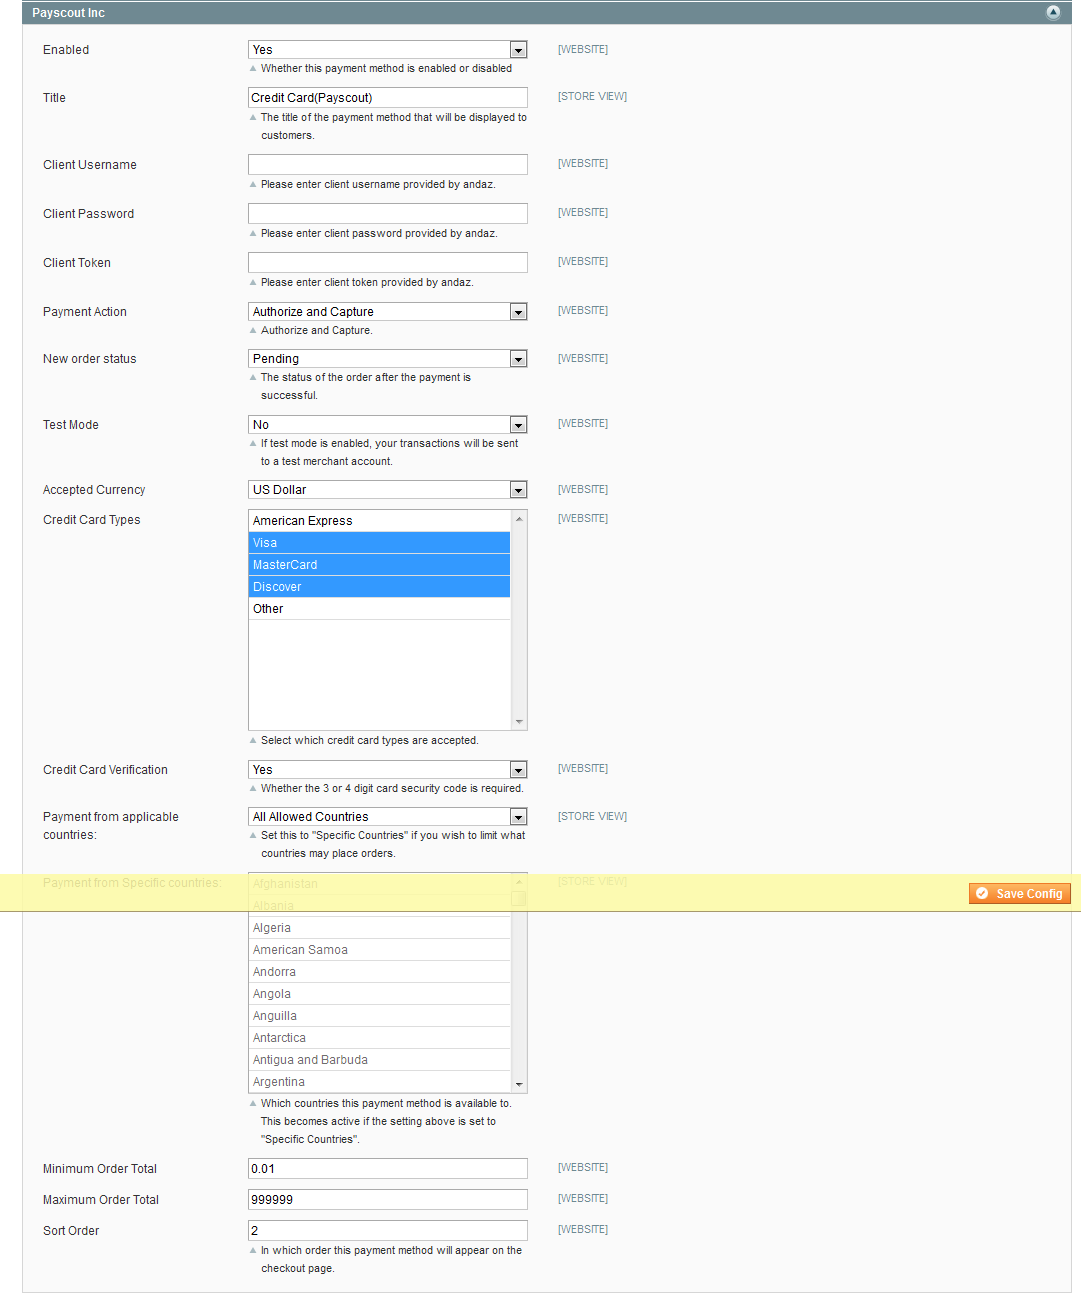 Payscout Inc
Enabled
Yes
[WEBSITE]
Whether this payment method is enabled or disabled
Title
Credit Card(Payscout)
[STORE VIEW]
The title of the payment method that will be displayed to
customers.
Client Username
[WEBSITE]
Please enter client username provided by andaz.
Client Password
[WEBSITE]
Please enter client password provided by andaz.
Client Token
[WEBSITE]
Please enter client token provided by andaz.
Payment Action
Authorize and Capture
[WEBSITE]
Authorize and Capture.
New order status
Pending
[WEBSITE]
The status of the order after the payment is
successful.
Test Mode
No
[WEBSITE]
If test mode is enabled, your transactions will be sent
to a test merchant account.
Accepted Currency
US Dollar
[WEBSITE]
Credit Card Types
American Express
[WEBSITE]
Visa
MasterCard
Discover
Other
Select which credit card types are accepted.
Credit Card Verification
Yes
[WEBSITE]
Whether the 3 or 4 digit card security code is required.
Payment from applicable
countries:
All Allowed Countries
[STORE VIEW]
Set this to "Specific Countries" if you wish to limit what
countries may place orders.
Payment from Specific countries:
Afghanistan
[STORE VIEW]
Save Config
Albania
Algeria
American Samoa
Andorra
Angola
Anguilla
Antarctica
Antigua and Barbuda
Argentina
Which countries this payment method is available to.
This becomes active if the setting above is set to
"Specific Countries".
Minimum Order Total
0.01
[WEBSITE]
Maximum Order Total
999999
[WEBSITE]
Sort Order
2
[WEBSITE]
In which order this payment method will appear on the
checkout page.